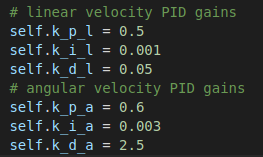 # linear velocity PID gains
self.k_p_l = 0.5
self.k_i_l = 0.001
self.k_d_l = 0.05
# angular velocity PID gains
self.k_p_a = 0.6
self.k_i_a = 0.003
self.k_d_a = 2.5